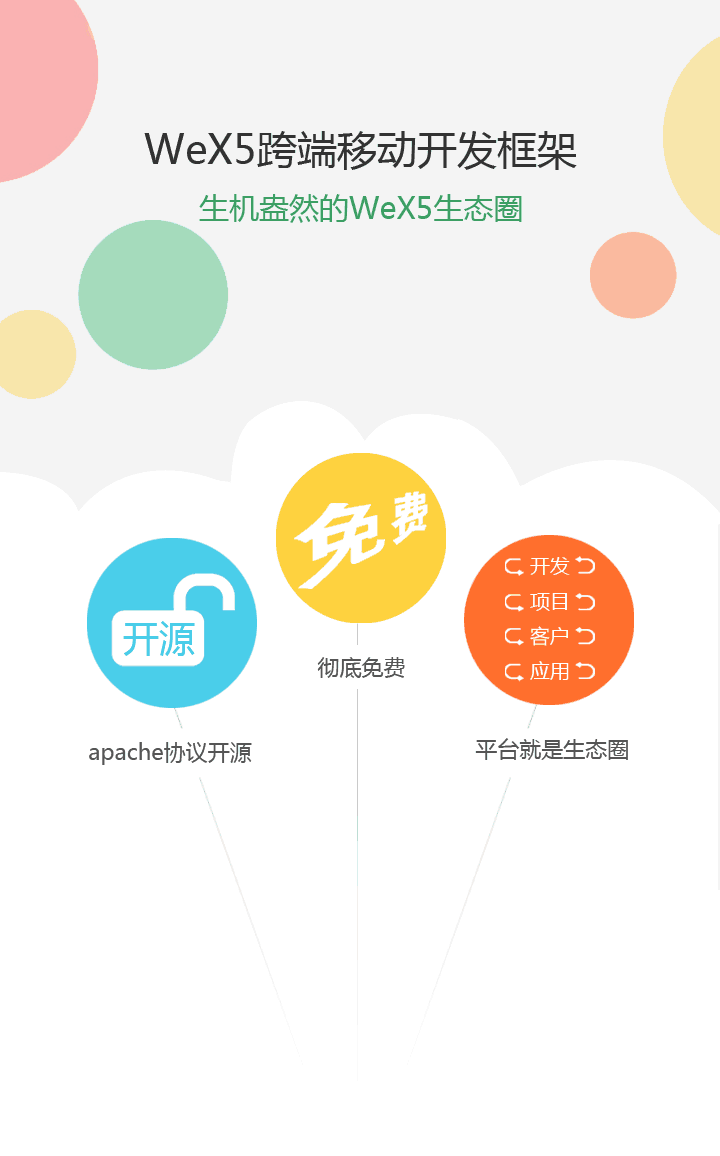 WeX5跨端移动开发框架
生机盎然的WeX5生态圈
免费
开源
开发
项目
客户
应用
彻底免费
apache协议开源
平台就是生态圈